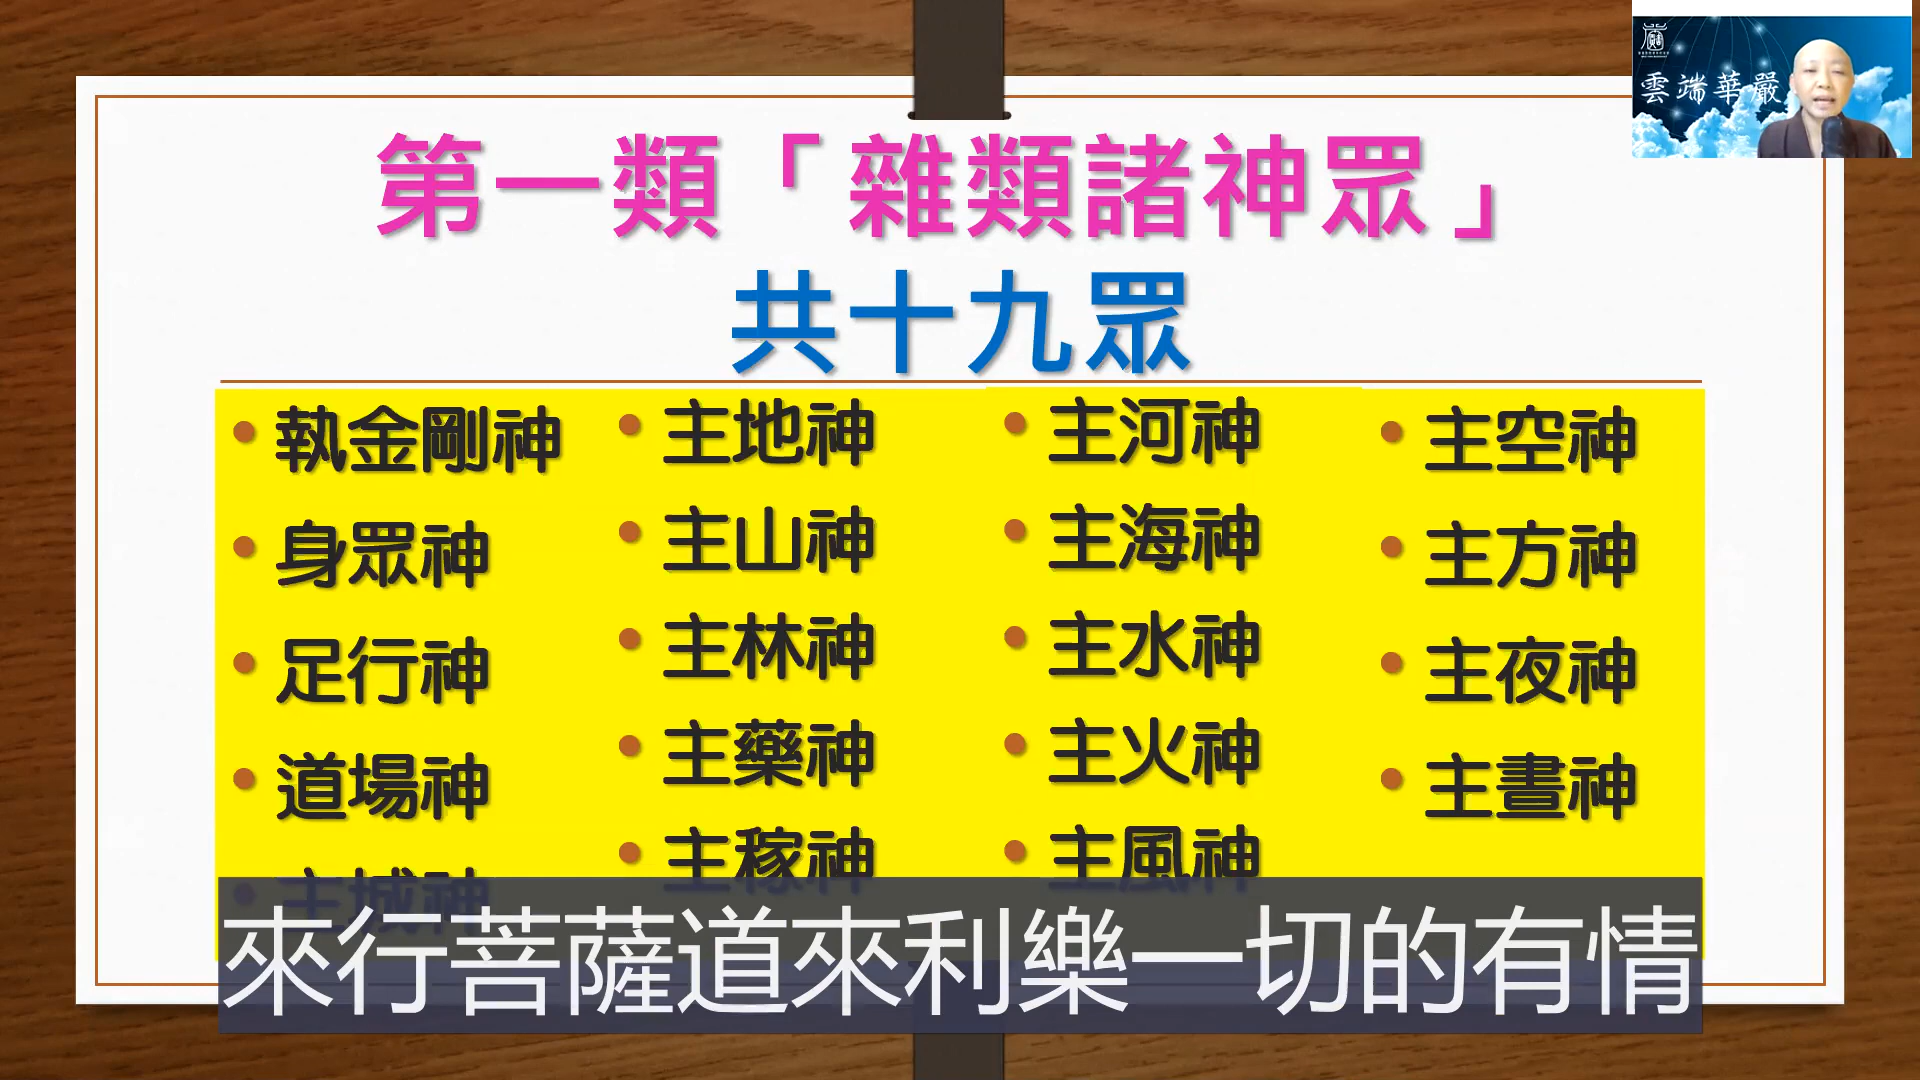 第一類「雜類諸神眾」
共十九眾
執金剛神
身眾神
足行神
道場神
主城神
主地神
主山神
主林神
主藥神
主稼神
主河神
主海神
主水神
主火神
主風神
主空神
主方神
主夜神
主晝神
雲端華嚴
來行菩薩道來利樂一切的有情